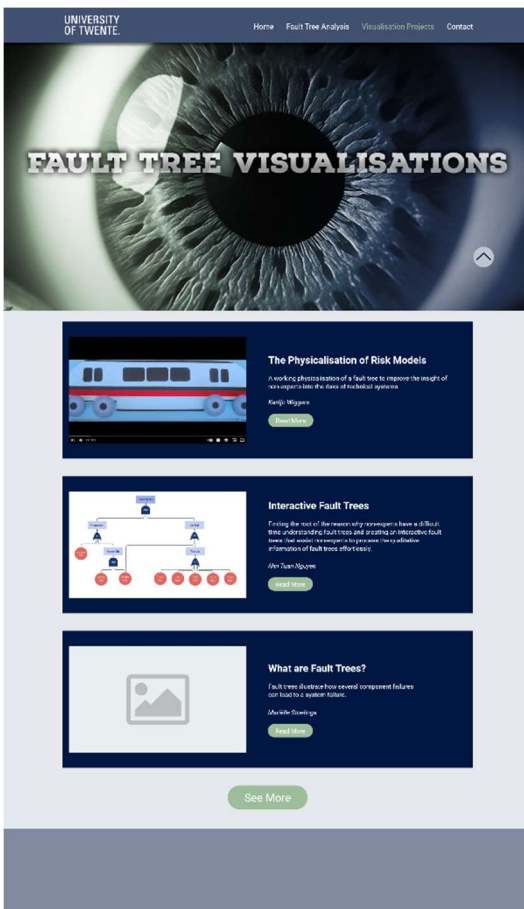 UNIVERSITY
OF TWENTE.
Home Fault Tree Analysis Visualisation Projects Contact
FAULT TREE VISUALISATIONS
The Physicalisation of Risk Models
A working physicalisation of a fault tree to improve the insight of
non-experts into the risks of technical systems
Wiggers
Read More
Interactive Fault Trees
Finding the root of the reason why non-experts have a difficult
time understanding fault trees and creating an interactive fault
trees that assist non-experts to process the qualitative
information of fault trees effortlessly.
Tuan Nguyen
Read More
What are Fault Trees?
Fault trees illustrate how several component failures
can lead to a system failure.
Mariëlle Stoelinga
Read More
See More